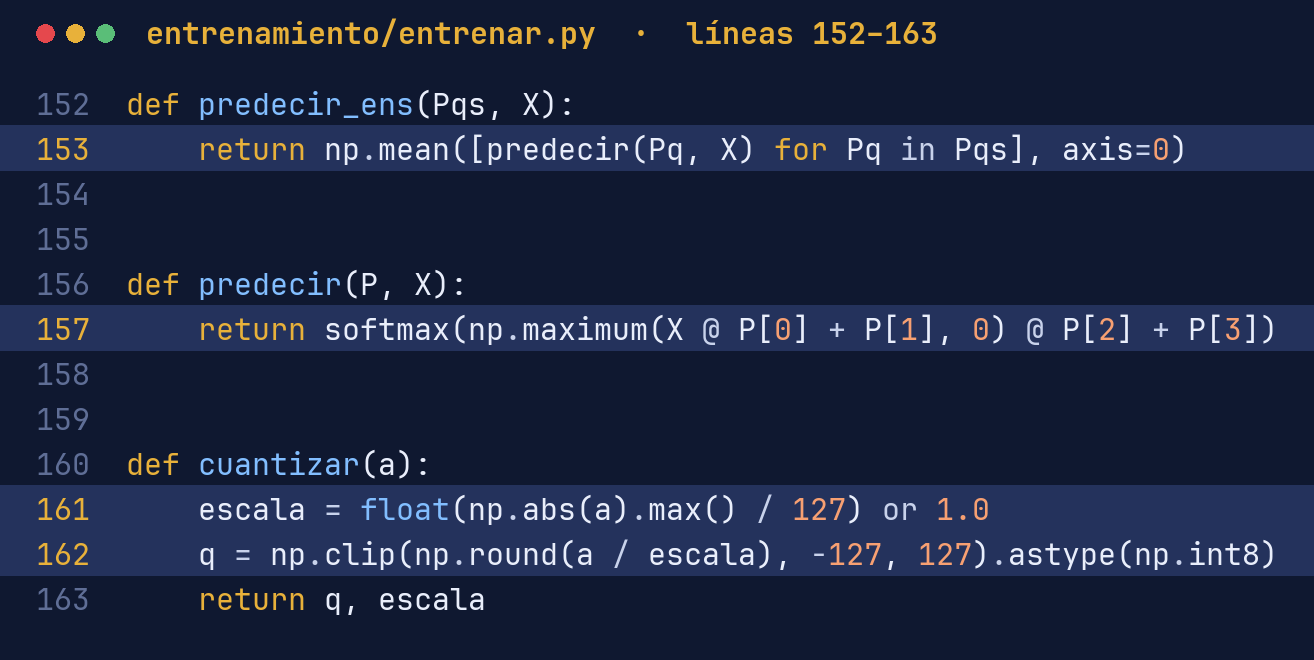 entrenamiento/entrenar.py · líneas 152–163
152 def predecir_ens(Pqs, X):
153     return np.mean([predecir(Pq, X) for Pq in Pqs], axis=0)
154
155
156 def predecir(P, X):
157     return softmax(np.maximum(X @ P[0] + P[1], 0) @ P[2] + P[3])
158
159
160 def cuantizar(a):
161     escala = float(np.abs(a).max() / 127) or 1.0
162     q = np.clip(np.round(a / escala), -127, 127).astype(np.int8)
163     return q, escala